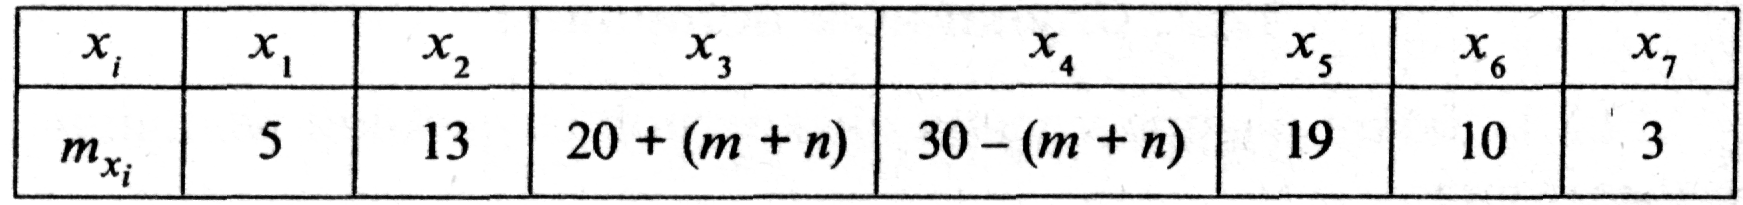 x_i x_1 x_2 x_3 x_4 x_5 x_6 x_7
m_{x_i} 5 13 20 + (m + n) 30 – (m + n) 19 10 3